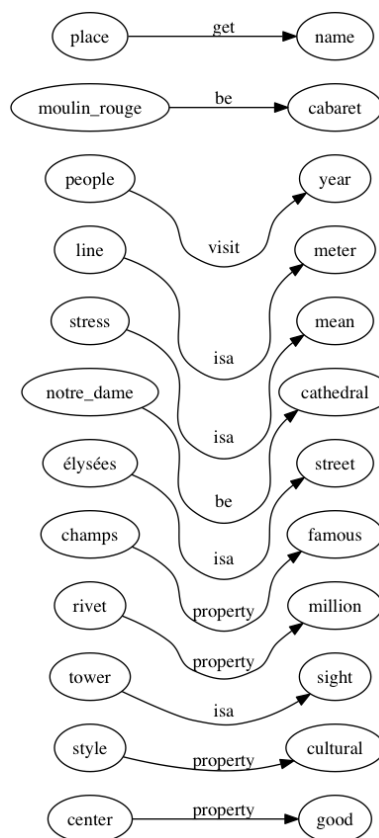 place get name
moulin_rouge be cabaret
people year
visit
line meter
stress mean
isa
notre_dame cathedral
isa
élysées street
be
champs famous
isa
rivet property million
property
tower sight
isa
style property cultural
center property good